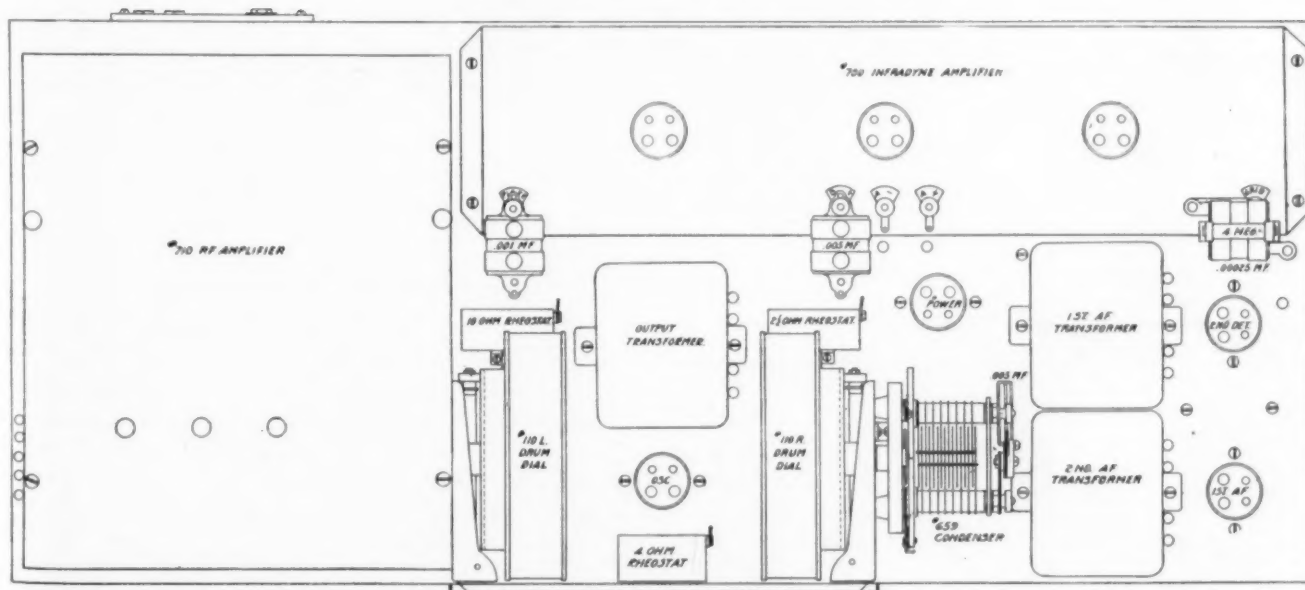 #700 INFRADYNE AMPLIFIER
#710 RF AMPLIFIER
.001 MF
.005 MF
A -
A +
GRID
4 MEG.
.00025 MF
10 OHM RHEOSTAT
OUTPUT
TRANSFORMER
2½ OHM RHEOSTAT
POWER
1ST. AF
TRANSFORMER
2ND DET.
.005 MF
#110 L.
DRUM
DIAL
OSC
#110 R.
DRUM
DIAL
2ND. AF
TRANSFORMER
1ST. AF
#659
CONDENSER
4 OHM
RHEOSTAT